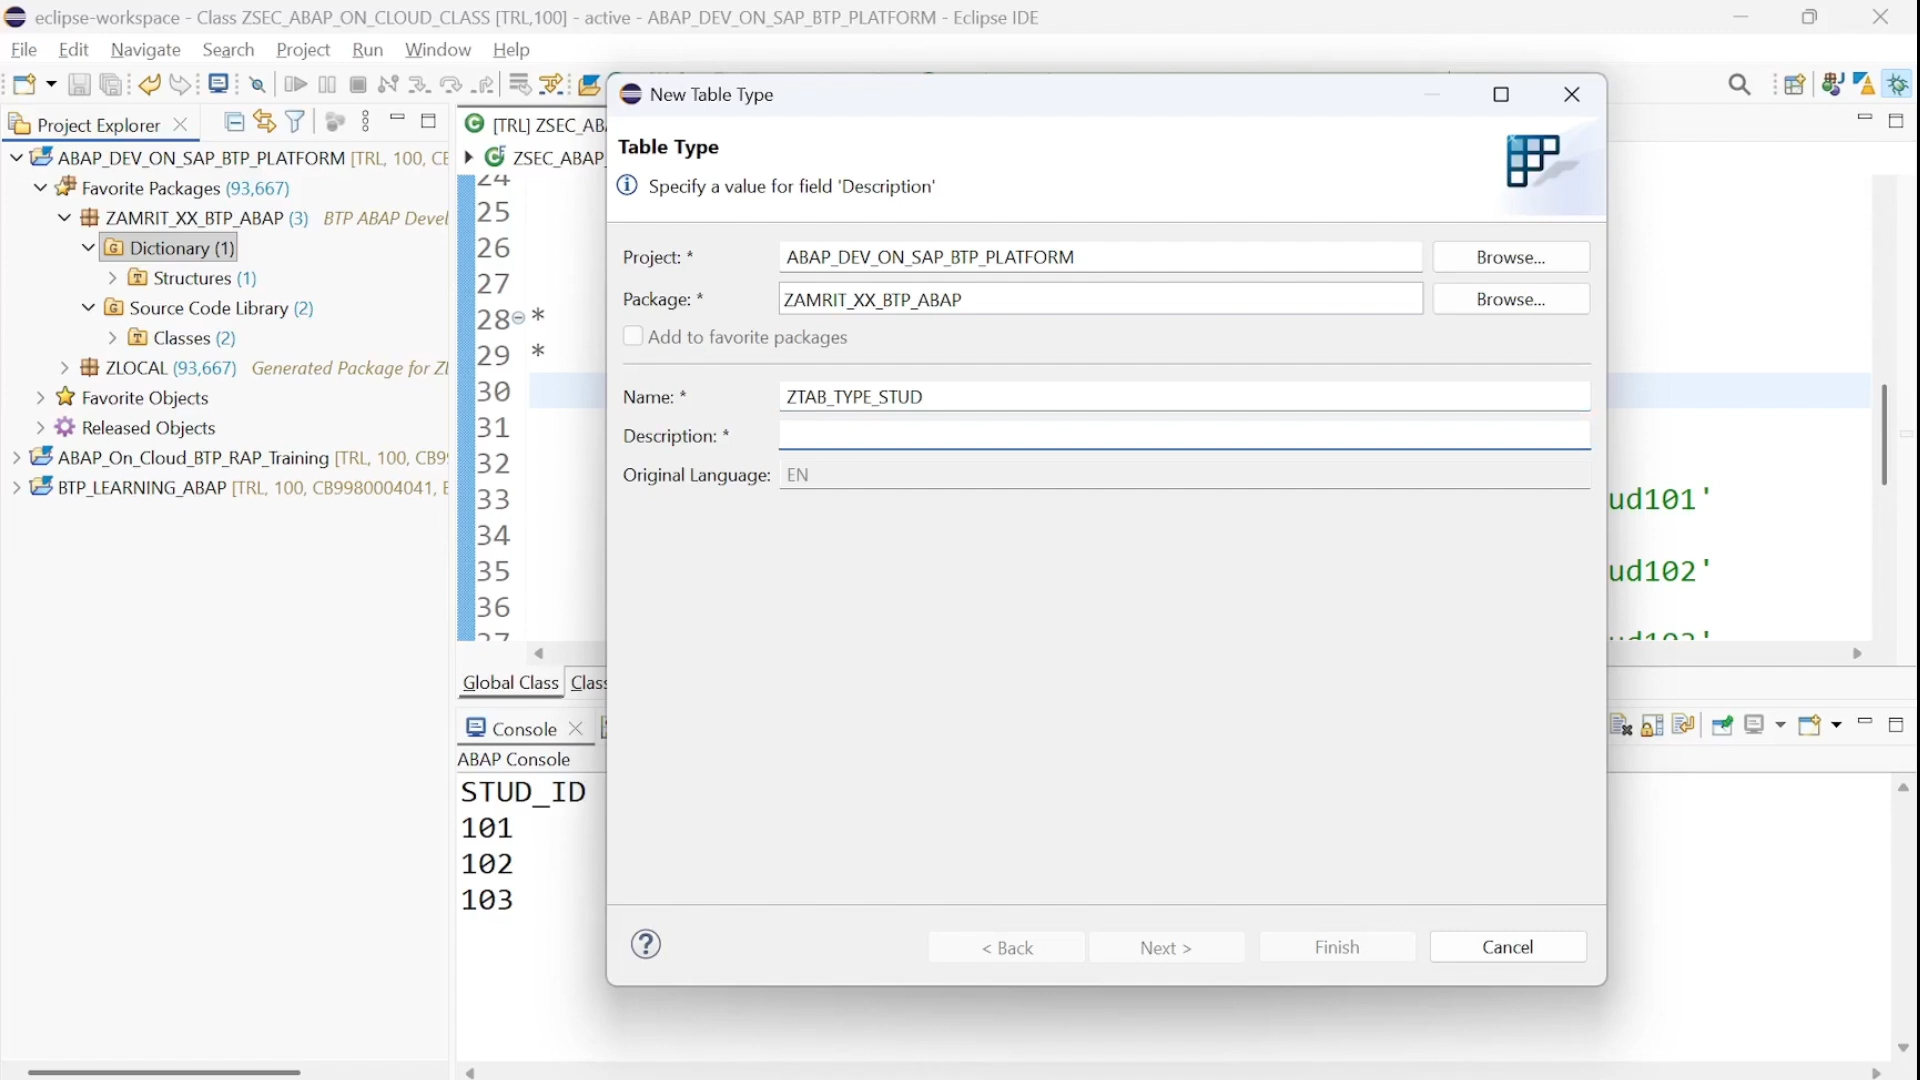 eclipse-workspace - Class ZSEC_ABAP_ON_CLOUD_CLASS [TRL,100] - active - ABAP_DEV_ON_SAP_BTP_PLATFORM - Eclipse IDE
File Edit Navigate Search Project Run Window Help
Project Explorer
ABAP_DEV_ON_SAP_BTP_PLATFORM [TRL, 100, CE
Favorite Packages (93,667)
ZAMRIT_XX_BTP_ABAP (3) BTP ABAP Devel
Dictionary (1)
Structures (1)
Source Code Library (2)
Classes (2)
ZLOCAL (93,667) Generated Package for ZL
Favorite Objects
Released Objects
ABAP_On_Cloud_BTP_RAP_Training [TRL, 100, CB9
BTP_LEARNING_ABAP [TRL, 100, CB9980004041, E
[TRL] ZSEC_AB
ZSEC_ABAP
24
25
26
27
28 *
29 *
30
31
32
33
34
35
36
37
ud101'
ud102'
ud103'
Global Class Class
Console
ABAP Console
STUD_ID
101
102
103
New Table Type
Table Type
Specify a value for field 'Description'
Project: * ABAP_DEV_ON_SAP_BTP_PLATFORM Browse...
Package: * ZAMRIT_XX_BTP_ABAP Browse...
Add to favorite packages
Name: * ZTAB_TYPE_STUD
Description: *
Original Language: EN
< Back Next > Finish Cancel